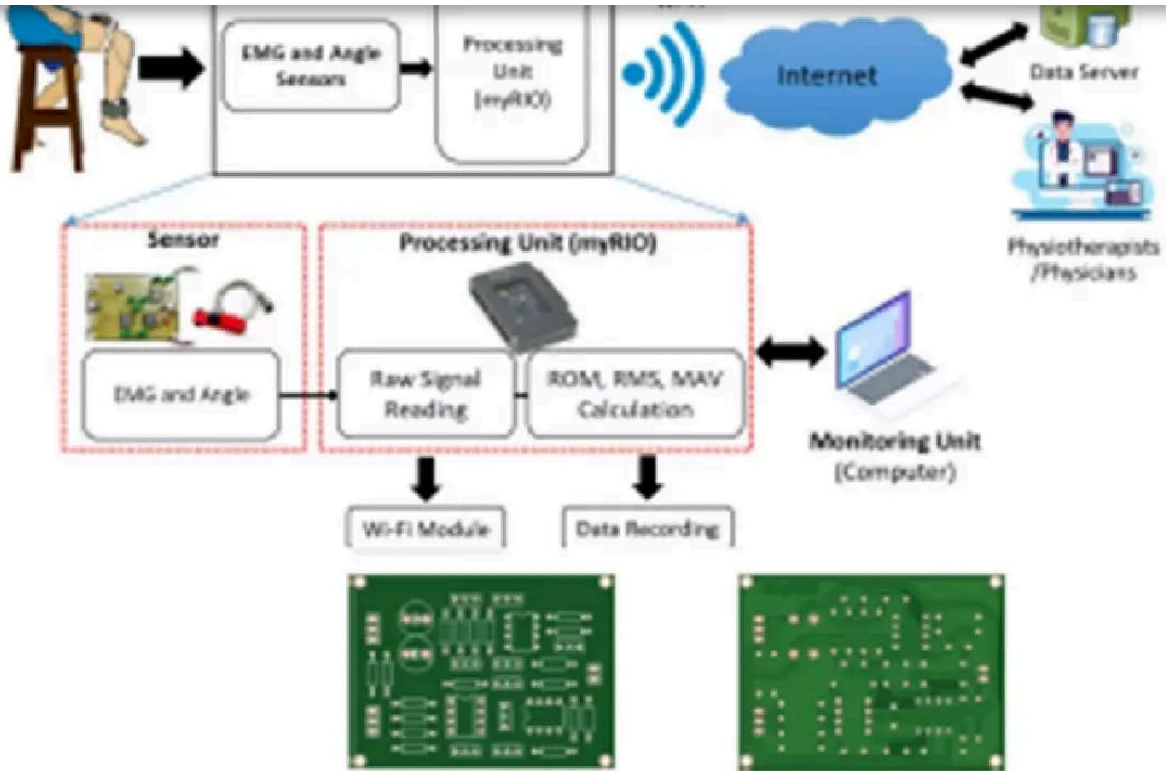 EMG and Angle
Sensors
Processing
Unit
(myRIO)
Internet
Data Server
Physiotherapists
/Physicians
Sensor
Processing Unit (myRIO)
EMG and Angle
Raw Signal
Reading
ROM, RMS, MAV
Calculation
Monitoring Unit
(Computer)
Wi-Fi Module
Data Recording